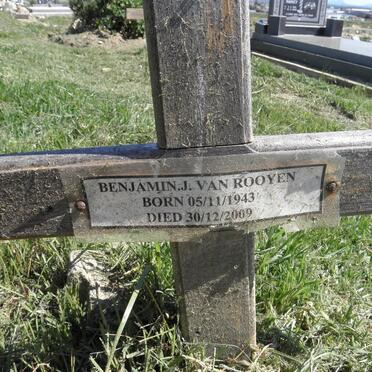 BENJAMIN.J. VAN ROOYEN
BORN 05/11/1943
DIED 30/12/2009